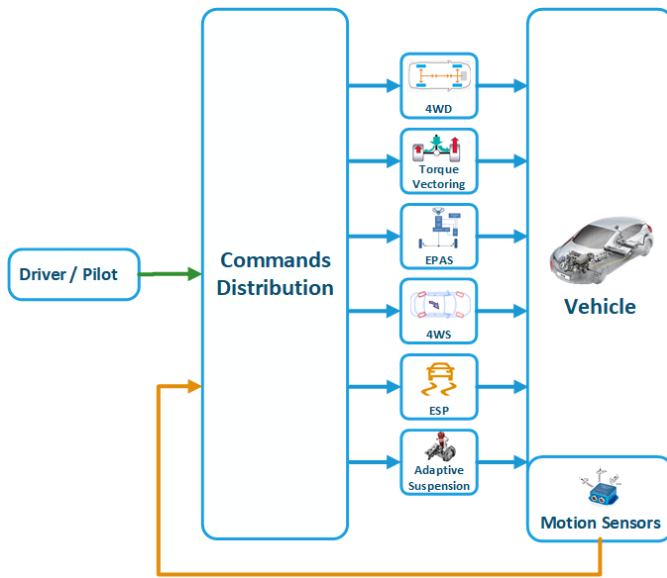 4WD
Torque
Vectoring
EPAS
Driver / Pilot
Commands
Distribution
Vehicle
4WS
ESP
Adaptive
Suspension
Motion Sensors